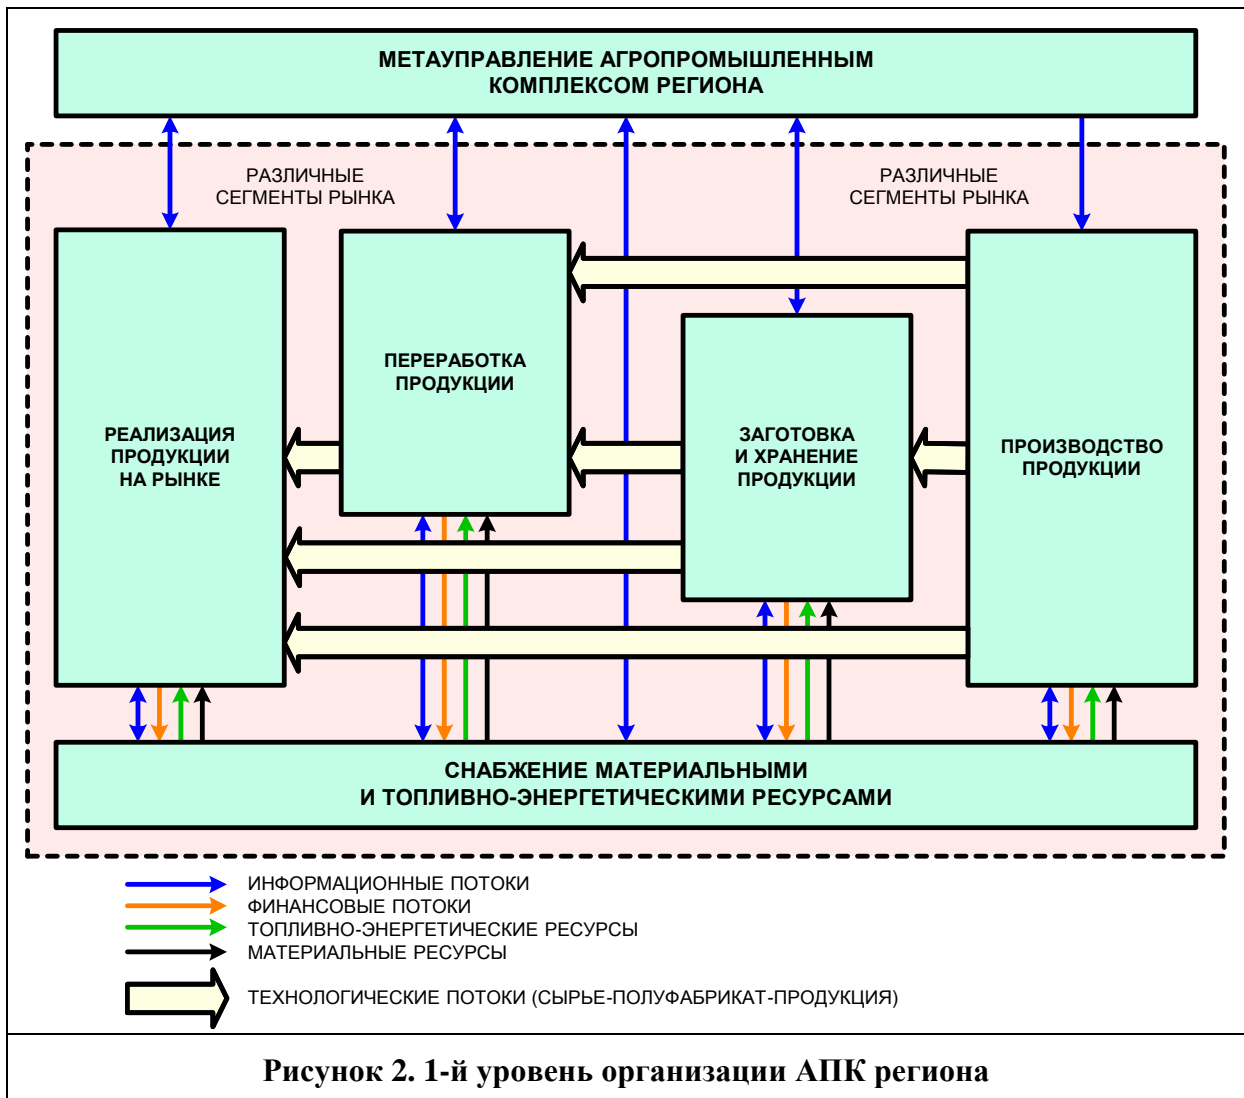 МЕТАУПРАВЛЕНИЕ АГРОПРОМЫШЛЕННЫМ
КОМПЛЕКСОМ РЕГИОНА
РАЗЛИЧНЫЕ
СЕГМЕНТЫ РЫНКА
РАЗЛИЧНЫЕ
СЕГМЕНТЫ РЫНКА
РЕАЛИЗАЦИЯ
ПРОДУКЦИИ
НА РЫНКЕ
ПЕРЕРАБОТКА
ПРОДУКЦИИ
ЗАГОТОВКА
И ХРАНЕНИЕ
ПРОДУКЦИИ
ПРОИЗВОДСТВО
ПРОДУКЦИИ
СНАБЖЕНИЕ МАТЕРИАЛЬНЫМИ
И ТОПЛИВНО-ЭНЕРГЕТИЧЕСКИМИ РЕСУРСАМИ
ИНФОРМАЦИОННЫЕ ПОТОКИ
ФИНАНСОВЫЕ ПОТОКИ
ТОПЛИВНО-ЭНЕРГЕТИЧЕСКИЕ РЕСУРСЫ
МАТЕРИАЛЬНЫЕ РЕСУРСЫ
ТЕХНОЛОГИЧЕСКИЕ ПОТОКИ (СЫРЬЕ-ПОЛУФАБРИКАТ-ПРОДУКЦИЯ)
Рисунок 2. 1-й уровень организации АПК региона